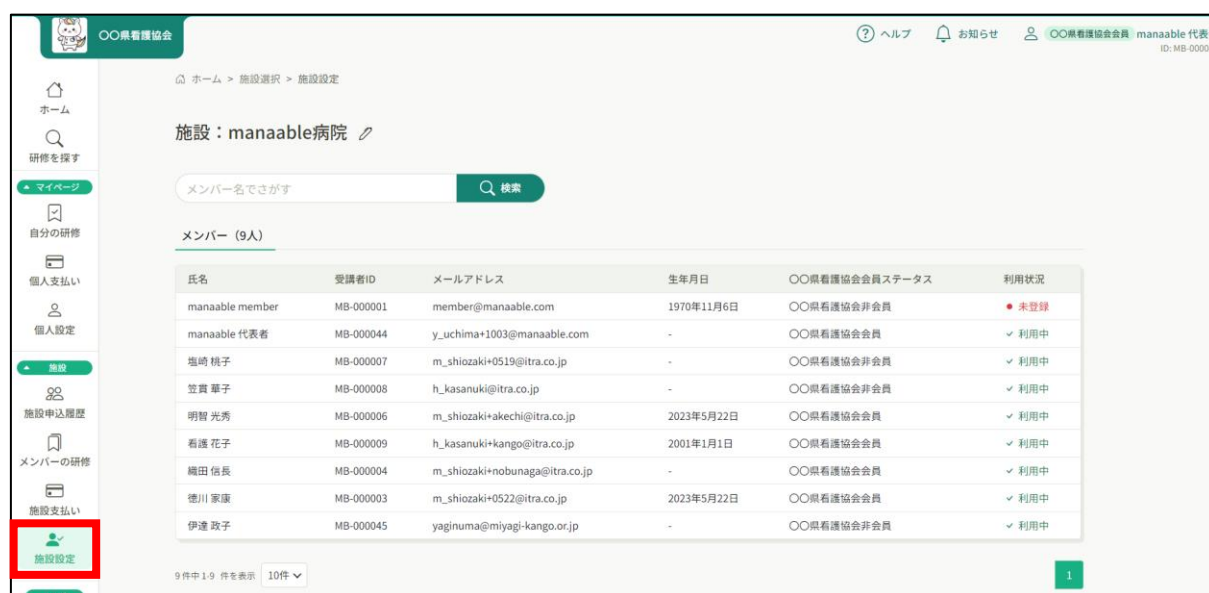 〇〇県看護協会
ヘルプ お知らせ 〇〇県看護協会会員 manaable 代表
ID: MB-0000
ホーム > 施設選択 > 施設設定
ホーム
研修を探す
マイページ
自分の研修
個人支払い
個人設定
施設
施設申込履歴
メンバーの研修
施設支払い
施設設定
施設：manaable病院
メンバー名でさがす 検索
メンバー（9人）
氏名 受講者ID メールアドレス 生年月日 〇〇県看護協会会員ステータス 利用状況
manaable member MB-000001 member@manaable.com 1970年11月6日 〇〇県看護協会非会員 未登録
manaable 代表者 MB-000044 y_uchima+1003@manaable.com - 〇〇県看護協会会員 利用中
塩崎 桃子 MB-000007 m_shiozaki+0519@itra.co.jp - 〇〇県看護協会非会員 利用中
笠貫 華子 MB-000008 h_kasanuki@itra.co.jp - 〇〇県看護協会非会員 利用中
明智 光秀 MB-000006 m_shiozaki+akechi@itra.co.jp 2023年5月22日 〇〇県看護協会会員 利用中
看護 花子 MB-000009 h_kasanuki+kango@itra.co.jp 2001年1月1日 〇〇県看護協会会員 利用中
織田 信長 MB-000004 m_shiozaki+nobunaga@itra.co.jp - 〇〇県看護協会会員 利用中
徳川 家康 MB-000003 m_shiozaki+0522@itra.co.jp 2023年5月22日 〇〇県看護協会会員 利用中
伊達 政子 MB-000045 yaginuma@miyagi-kango.or.jp - 〇〇県看護協会非会員 利用中
9 件中 1-9 件を表示 10件 1